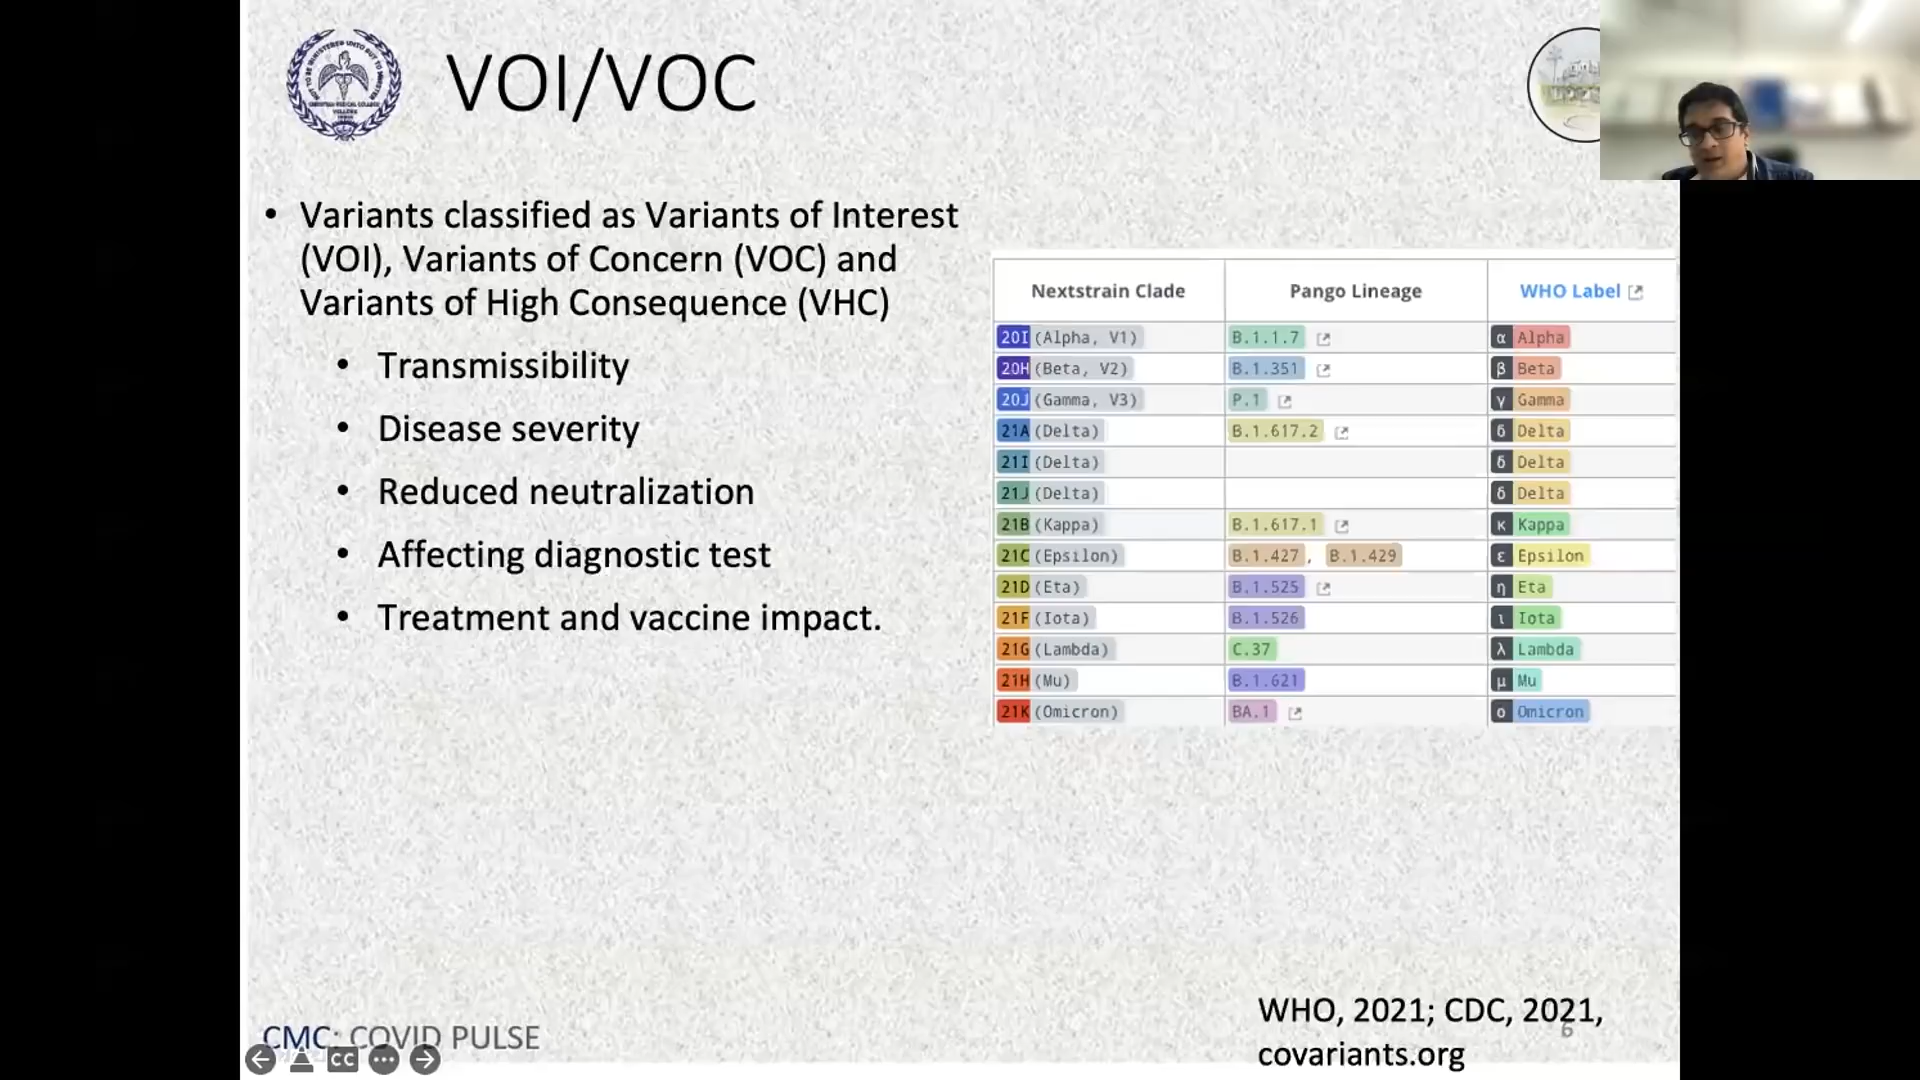 VOI/VOC
• Variants classified as Variants of Interest
(VOI), Variants of Concern (VOC) and
Variants of High Consequence (VHC)
• Transmissibility
• Disease severity
• Reduced neutralization
• Affecting diagnostic test
• Treatment and vaccine impact.
Nextstrain Clade Pango Lineage WHO Label
20I (Alpha, V1) B.1.1.7 α Alpha
20H (Beta, V2) B.1.351 β Beta
20J (Gamma, V3) P.1 γ Gamma
21A (Delta) B.1.617.2 δ Delta
21I (Delta) δ Delta
21J (Delta) δ Delta
21B (Kappa) B.1.617.1 κ Kappa
21C (Epsilon) B.1.427, B.1.429 ε Epsilon
21D (Eta) B.1.525 η Eta
21F (Iota) B.1.526 ι Iota
21G (Lambda) C.37 λ Lambda
21H (Mu) B.1.621 μ Mu
21K (Omicron) BA.1 ο Omicron
WHO, 2021; CDC, 2021,
covariants.org
6
CMC: COVID PULSE
CC